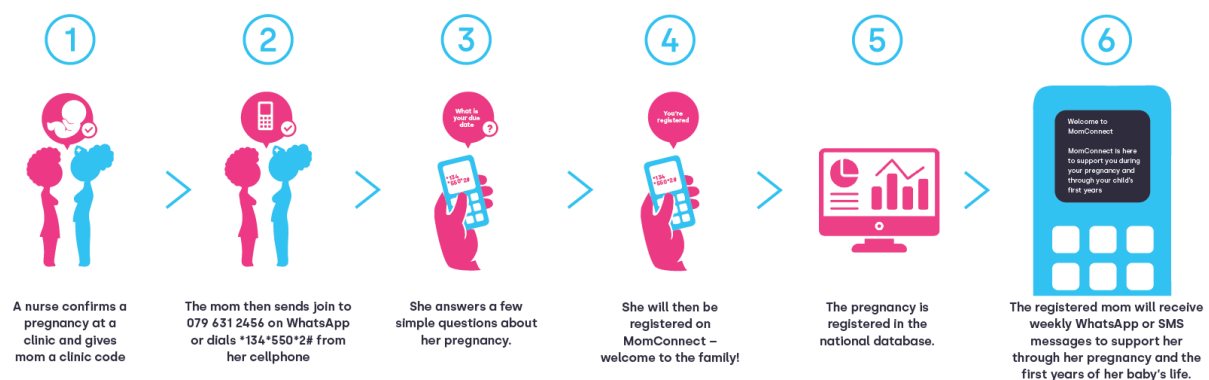 1
2
3
4
5
6
What is
your due
date
?
You're
registered
*134
*550*2#
*134
*550*2#
Welcome to
MomConnect
MomConnect is here
to support you during
your pregnancy and
through your child's
first years
A nurse confirms a
pregnancy at a
clinic and gives
mom a clinic code
The mom then sends join to
079 631 2456 on WhatsApp
or dials *134*550*2# from
her cellphone
She answers a few
simple questions about
her pregnancy.
She will then be
registered on
MomConnect –
welcome to the family!
The pregnancy is
registered in the
national database.
The registered mom will receive
weekly WhatsApp or SMS
messages to support her
through her pregnancy and the
first years of her baby's life.